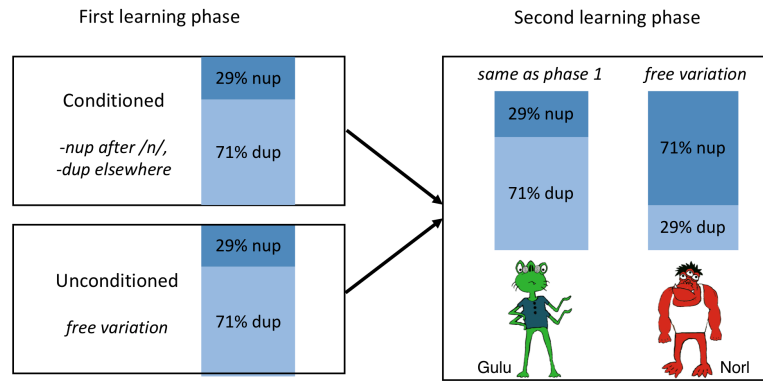 First learning phase
Second learning phase
Conditioned
-nup after /n/,
-dup elsewhere
29% nup
71% dup
Unconditioned
free variation
29% nup
71% dup
same as phase 1
29% nup
71% dup
Gulu
free variation
71% nup
29% dup
Norl